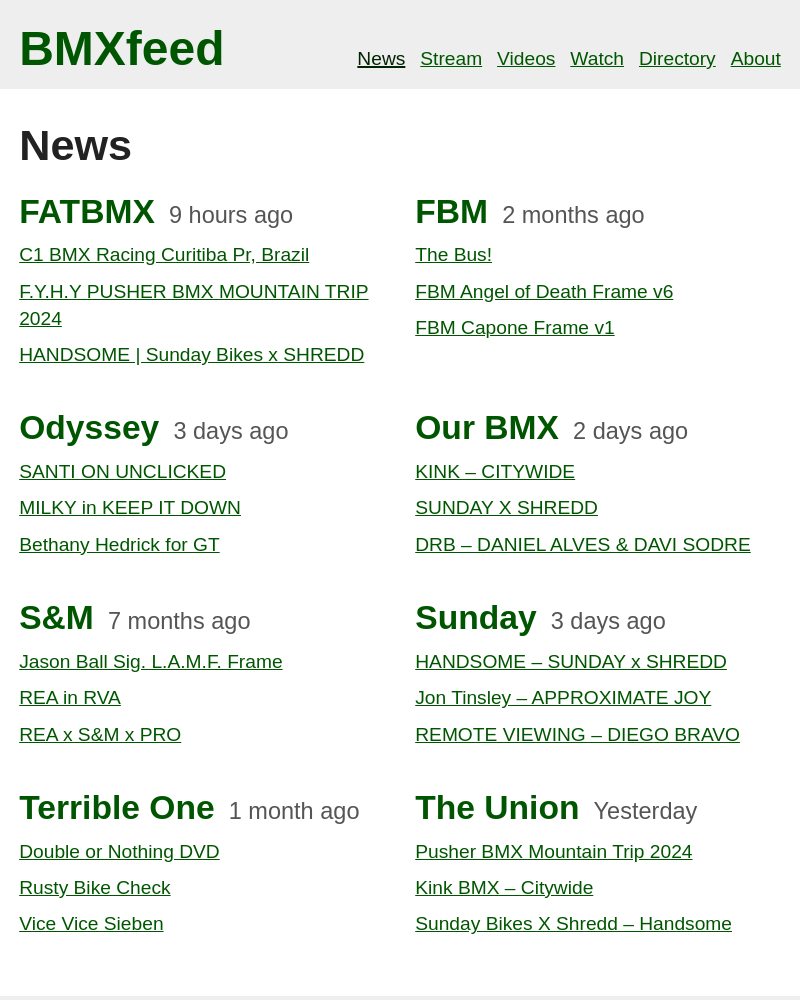 BMXfeed
News Stream Videos Watch Directory About
News
FATBMX 9 hours ago
C1 BMX Racing Curitiba Pr, Brazil
F.Y.H.Y PUSHER BMX MOUNTAIN TRIP
2024
HANDSOME | Sunday Bikes x SHREDD
FBM 2 months ago
The Bus!
FBM Angel of Death Frame v6
FBM Capone Frame v1
Odyssey 3 days ago
SANTI ON UNCLICKED
MILKY in KEEP IT DOWN
Bethany Hedrick for GT
Our BMX 2 days ago
KINK – CITYWIDE
SUNDAY X SHREDD
DRB – DANIEL ALVES & DAVI SODRE
S&M 7 months ago
Jason Ball Sig. L.A.M.F. Frame
REA in RVA
REA x S&M x PRO
Sunday 3 days ago
HANDSOME – SUNDAY x SHREDD
Jon Tinsley – APPROXIMATE JOY
REMOTE VIEWING – DIEGO BRAVO
Terrible One 1 month ago
Double or Nothing DVD
Rusty Bike Check
Vice Vice Sieben
The Union Yesterday
Pusher BMX Mountain Trip 2024
Kink BMX – Citywide
Sunday Bikes X Shredd – Handsome